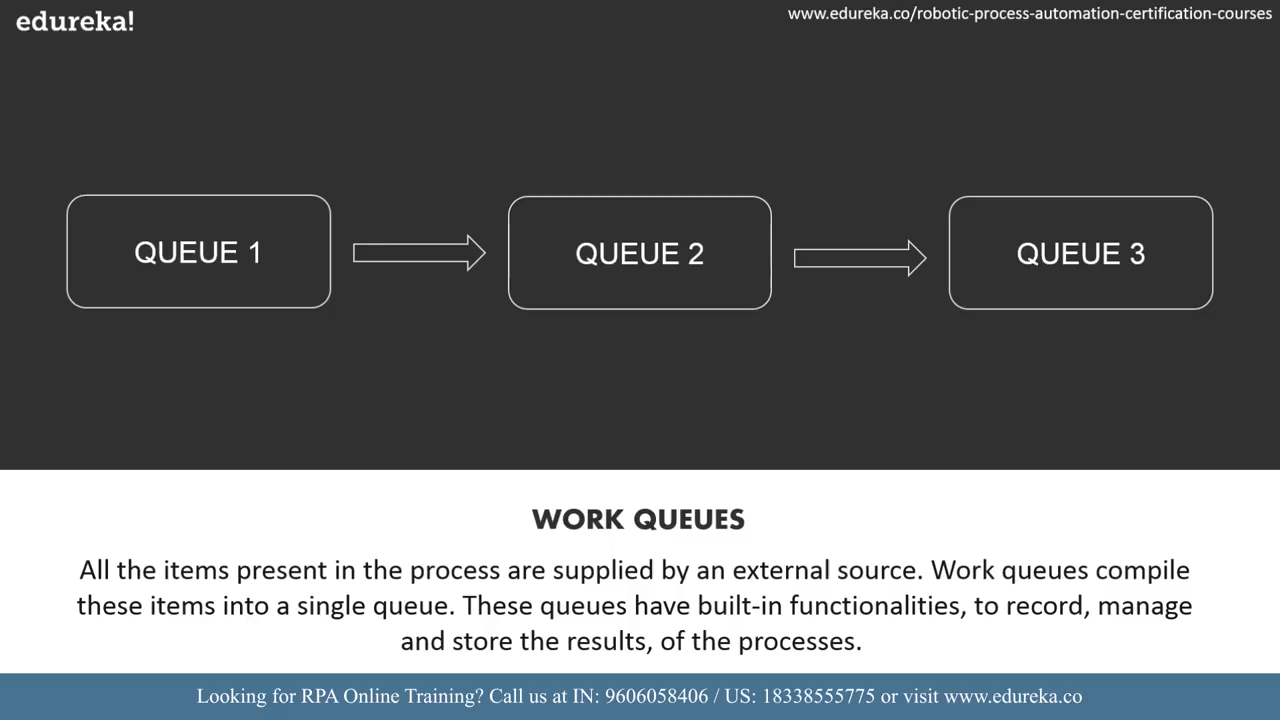 edureka!
www.edureka.co/robotic-process-automation-certification-courses
QUEUE 1
QUEUE 2
QUEUE 3
WORK QUEUES
All the items present in the process are supplied by an external source. Work queues compile
these items into a single queue. These queues have built-in functionalities, to record, manage
and store the results, of the processes.
Looking for RPA Online Training? Call us at IN: 9606058406 / US: 18338555775 or visit www.edureka.co